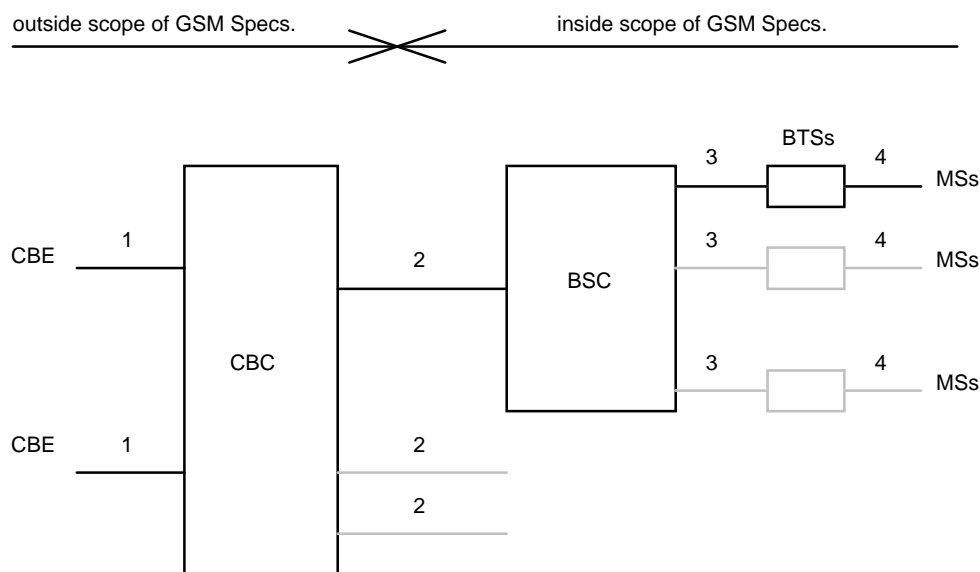 outside scope of GSM Specs.
inside scope of GSM Specs.
BTSs
3
4
MSs
CBE
1
2
3
4
MSs
BSC
CBC
3
4
MSs
CBE
1
2
2